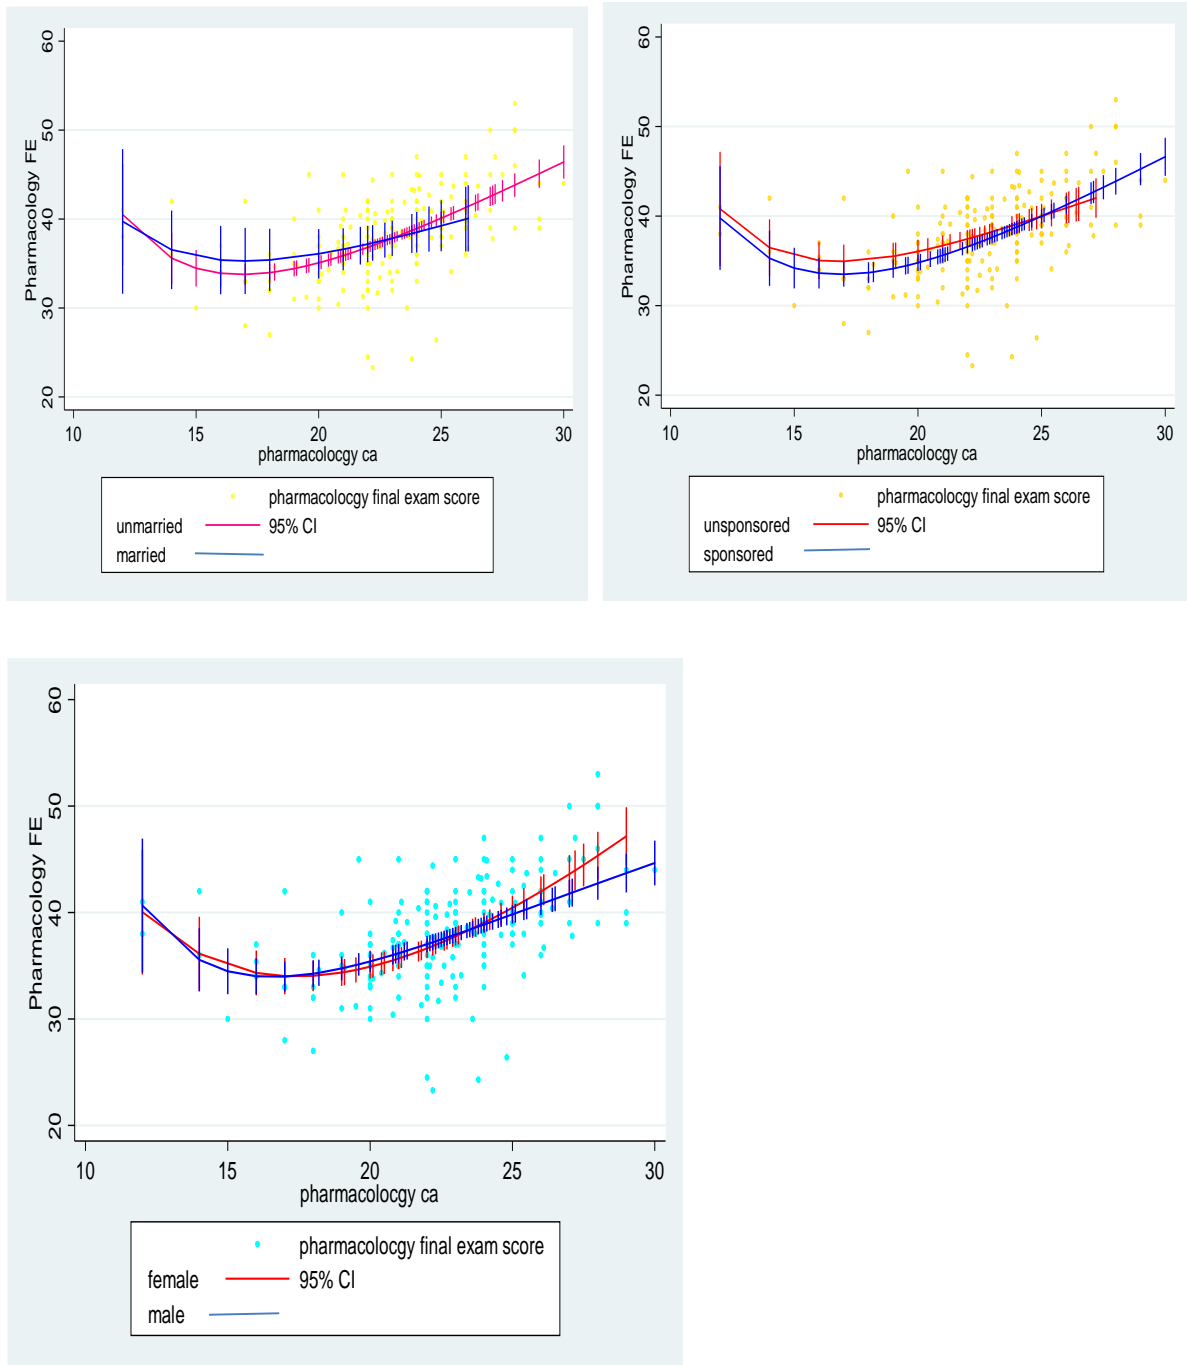 Pharmacology FE
60
50
40
30
20
10 15 20 25 30
pharmacolocgy ca
pharmacolocgy final exam score
unmarried 95% CI
married
Pharmacology FE
60
50
40
30
20
10 15 20 25 30
pharmacolocgy ca
pharmacolocgy final exam score
unsponsored 95% CI
sponsored
Pharmacology FE
60
50
40
30
20
10 15 20 25 30
pharmacolocgy ca
pharmacolocgy final exam score
female 95% CI
male